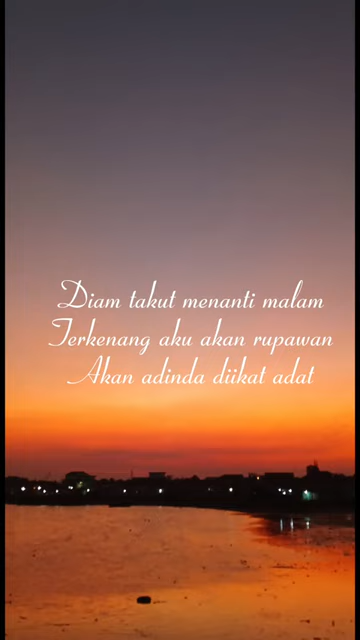 Diam takut menanti malam
Terkenang aku akan rupawan
Akan adinda diikat adat